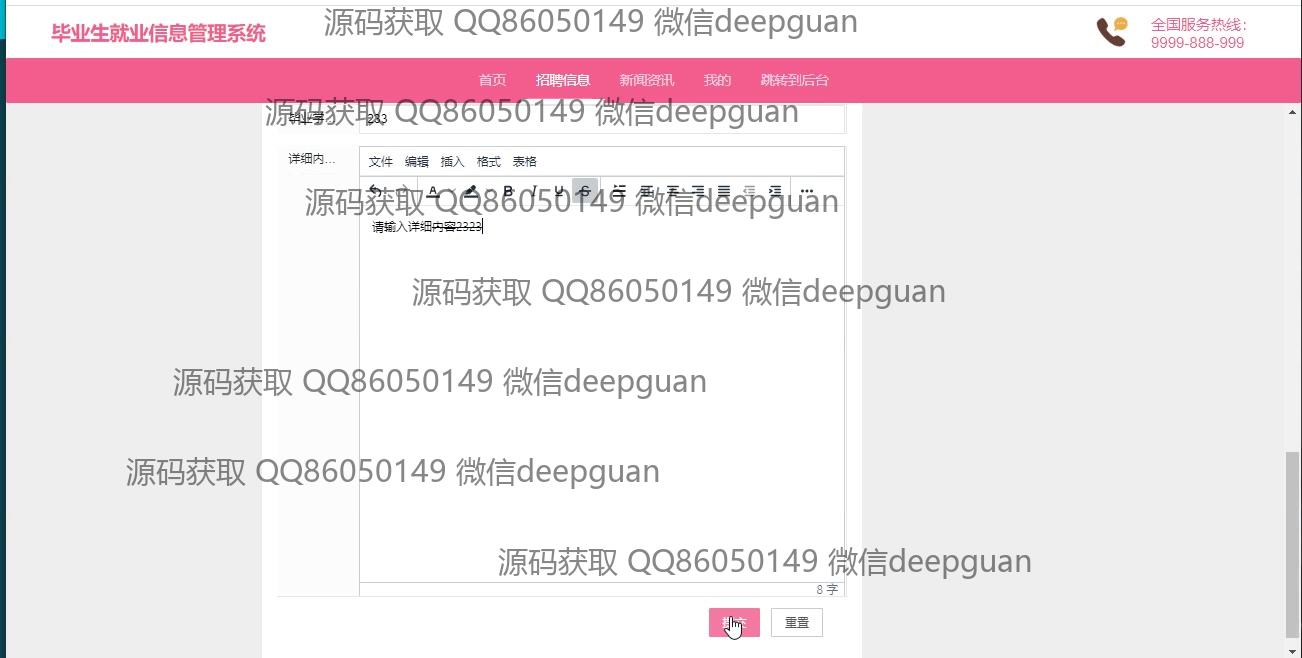 毕业生就业信息管理系统
源码获取 QQ86050149 微信deepguan
全国服务热线：
9999-888-999
首页 招聘信息 新闻资讯 我的 跳转到后台
源码获取 QQ86050149 微信deepguan
233
详细内...
文件 编辑 插入 格式 表格
源码获取 QQ86050149 微信deepguan
请输入详细内容2323
源码获取 QQ86050149 微信deepguan
源码获取 QQ86050149 微信deepguan
源码获取 QQ86050149 微信deepguan
源码获取 QQ86050149 微信deepguan
8 字
重置